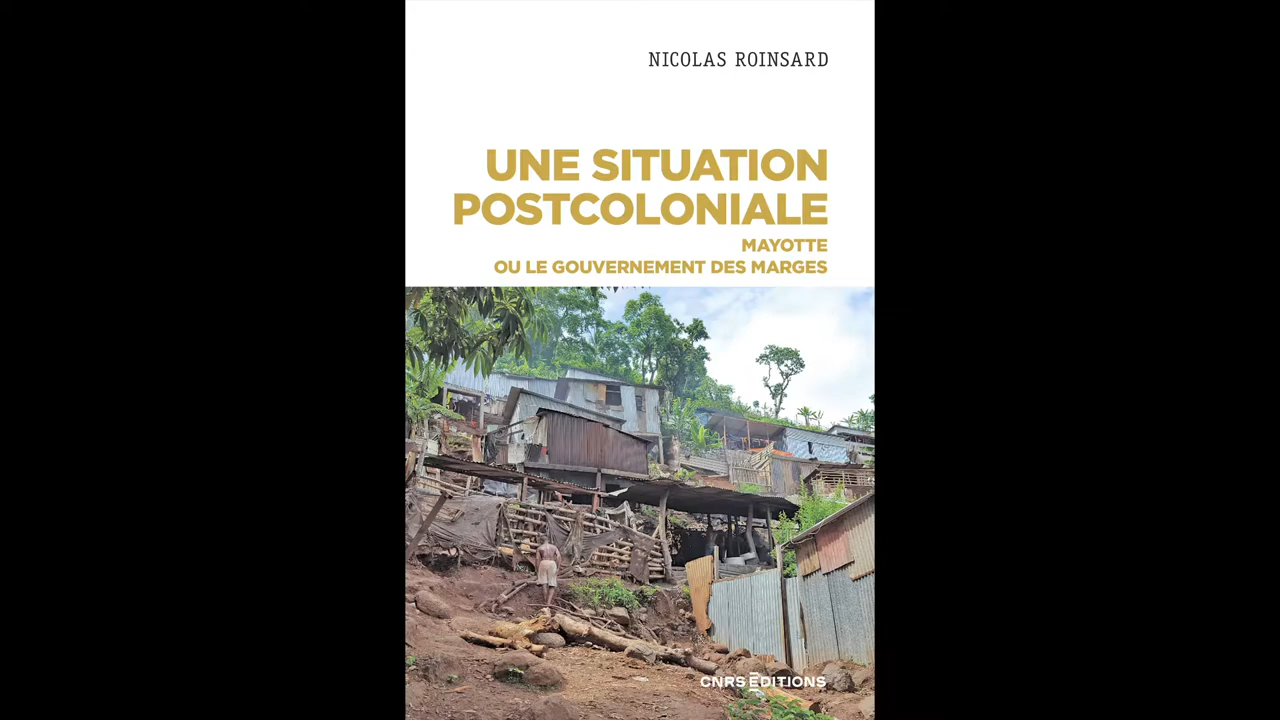 NICOLAS ROINSARD
UNE SITUATION
POSTCOLONIALE
MAYOTTE
OU LE GOUVERNEMENT DES MARGES
CNRS ÉDITIONS